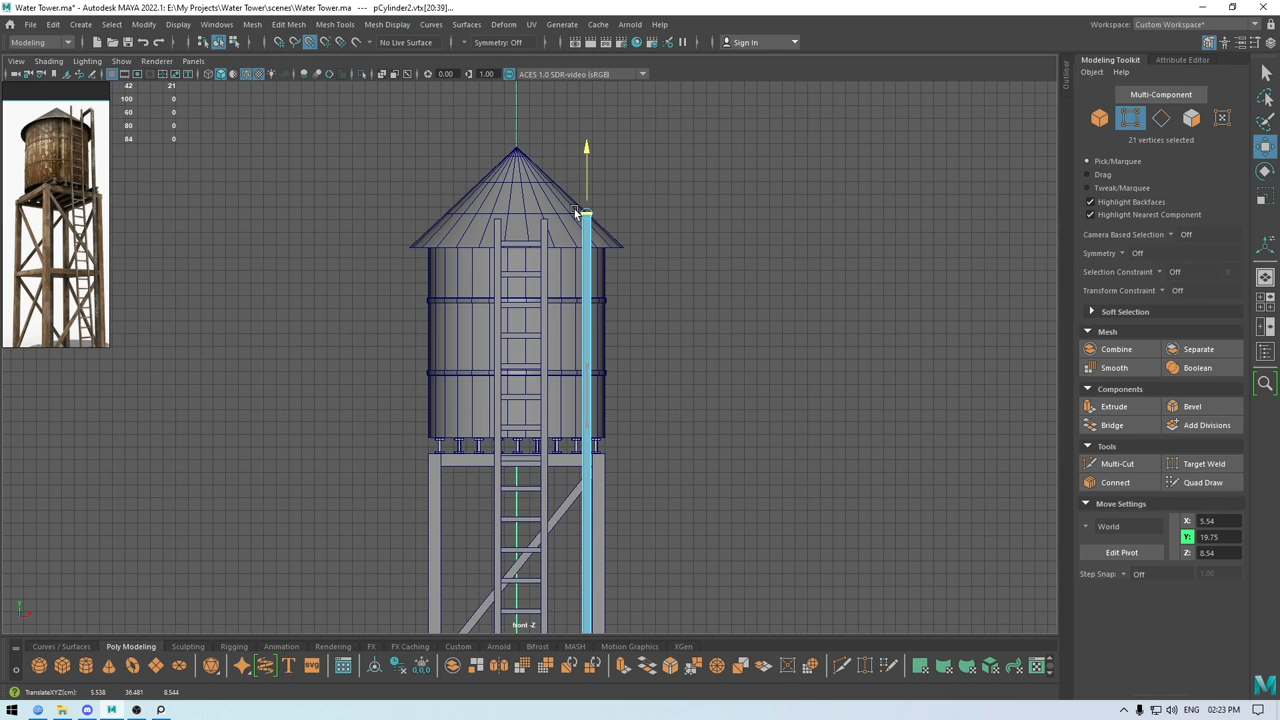 Water Tower.ma* - Autodesk MAYA 2022.1: E:\My Projects\Water Tower\scenes\Water Tower.ma --- pCylinder2.vtx[20:39]...
File Edit Create Select Modify Display Windows Mesh Edit Mesh Mesh Tools Mesh Display Curves Surfaces Deform UV Generate Cache Arnold Help
Workspace: Custom Workspace*
Modeling
No Live Surface
Symmetry: Off
Sign In
View Shading Lighting Show Renderer Panels
0.00 1.00 ACES 1.0 SDR-video (sRGB)
42 21
100 0
60 0
80 0
84 0
front -Z
Outliner
Modeling Toolkit Attribute Editor
Object Help
Multi-Component
21 vertices selected
Pick/Marquee
Drag
Tweak/Marquee
Highlight Backfaces
Highlight Nearest Component
Camera Based Selection Off
Symmetry Off
Selection Constraint Off 0
Transform Constraint Off
Soft Selection
Mesh
Combine Separate
Smooth Boolean
Components
Extrude Bevel
Bridge Add Divisions
Tools
Multi-Cut Target Weld
Connect Quad Draw
Move Settings
World
X: 5.54
Y: 19.75
Z: 8.54
Edit Pivot
Step Snap: Off 1.00
Curves / Surfaces Poly Modeling Sculpting Rigging Animation Rendering FX FX Caching Custom Arnold Bifrost MASH Motion Graphics XGen
TranslateXYZ(cm): 5.538 36.481 8.544
ENG 02:23 PM